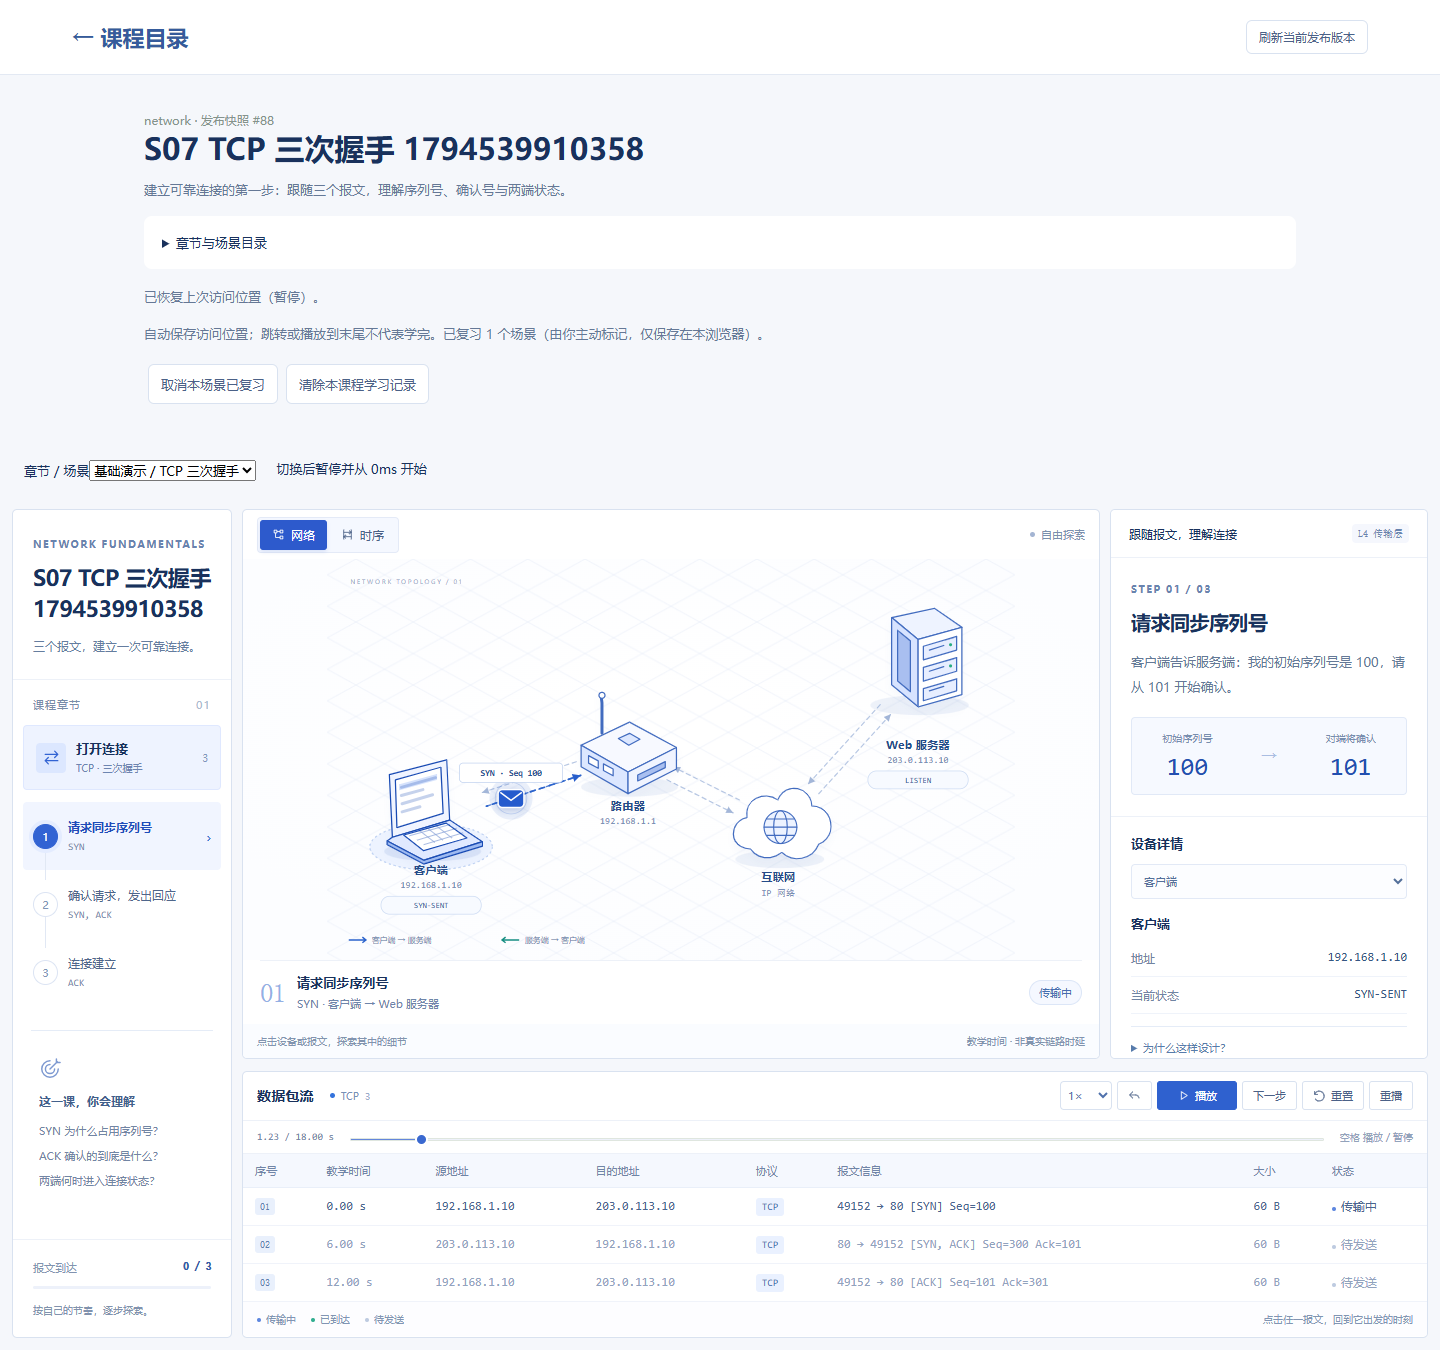 ← 课程目录
刷新当前发布版本
network · 发布快照 #88
S07 TCP 三次握手 1794539910358
建立可靠连接的第一步：跟随三个报文，理解序列号、确认号与两端状态。
▶ 章节与场景目录
已恢复上次访问位置（暂停）。
自动保存访问位置；跳转或播放到末尾不代表学完。已复习 1 个场景（由你主动标记，仅保存在本浏览器）。
取消本场景已复习
清除本课程学习记录
章节 / 场景 基础演示 / TCP 三次握手
切换后暂停并从 0ms 开始
NETWORK FUNDAMENTALS
S07 TCP 三次握手
1794539910358
三个报文，建立一次可靠连接。
课程章节 01
打开连接
TCP · 三次握手
3
1 请求同步序列号
SYN
2 确认请求，发出回应
SYN, ACK
3 连接建立
ACK
这一课，你会理解
SYN 为什么占用序列号？
ACK 确认的到底是什么？
两端何时进入连接状态？
报文到达 0 / 3
按自己的节奏，逐步探索。
网络
时序
自由探索
NETWORK TOPOLOGY / 01
SYN · Seq 100
客户端
192.168.1.10
SYN-SENT
路由器
192.168.1.1
互联网
IP 网络
Web 服务器
203.0.113.10
LISTEN
客户端 → 服务端
服务端 → 客户端
01
请求同步序列号
SYN · 客户端 → Web 服务器
传输中
点击设备或报文，探索其中的细节
教学时间 · 非真实链路时延
跟随报文，理解连接
L4 传输层
STEP 01 / 03
请求同步序列号
客户端告诉服务端：我的初始序列号是 100，请
从 101 开始确认。
初始序列号
100
→
对端将确认
101
设备详情
客户端
客户端
地址 192.168.1.10
当前状态 SYN-SENT
▶ 为什么这样设计？
数据包流
TCP 3
1×
播放
下一步
重置
重播
1.23 / 18.00 s
空格 播放 / 暂停
序号 教学时间 源地址 目的地址 协议 报文信息 大小 状态
01 0.00 s 192.168.1.10 203.0.113.10 TCP 49152 → 80 [SYN] Seq=100 60 B 传输中
02 6.00 s 203.0.113.10 192.168.1.10 TCP 80 → 49152 [SYN, ACK] Seq=300 Ack=101 60 B 待发送
03 12.00 s 192.168.1.10 203.0.113.10 TCP 49152 → 80 [ACK] Seq=101 Ack=301 60 B 待发送
传输中 已到达 待发送
点击任一报文，回到它出发的时刻